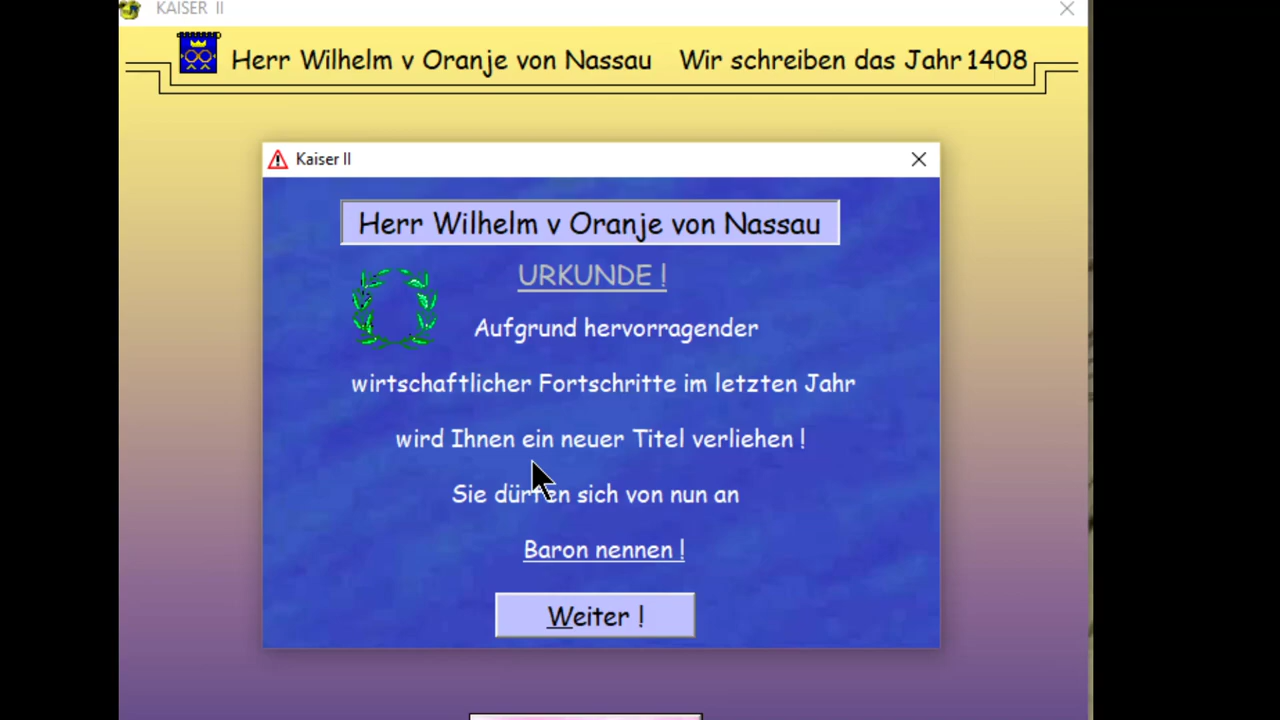 KAISER II
Herr Wilhelm v Oranje von Nassau Wir schreiben das Jahr 1408
Kaiser II
Herr Wilhelm v Oranje von Nassau
URKUNDE !
Aufgrund hervorragender
wirtschaftlicher Fortschritte im letzten Jahr
wird Ihnen ein neuer Titel verliehen !
Sie dürfen sich von nun an
Baron nennen !
Weiter !